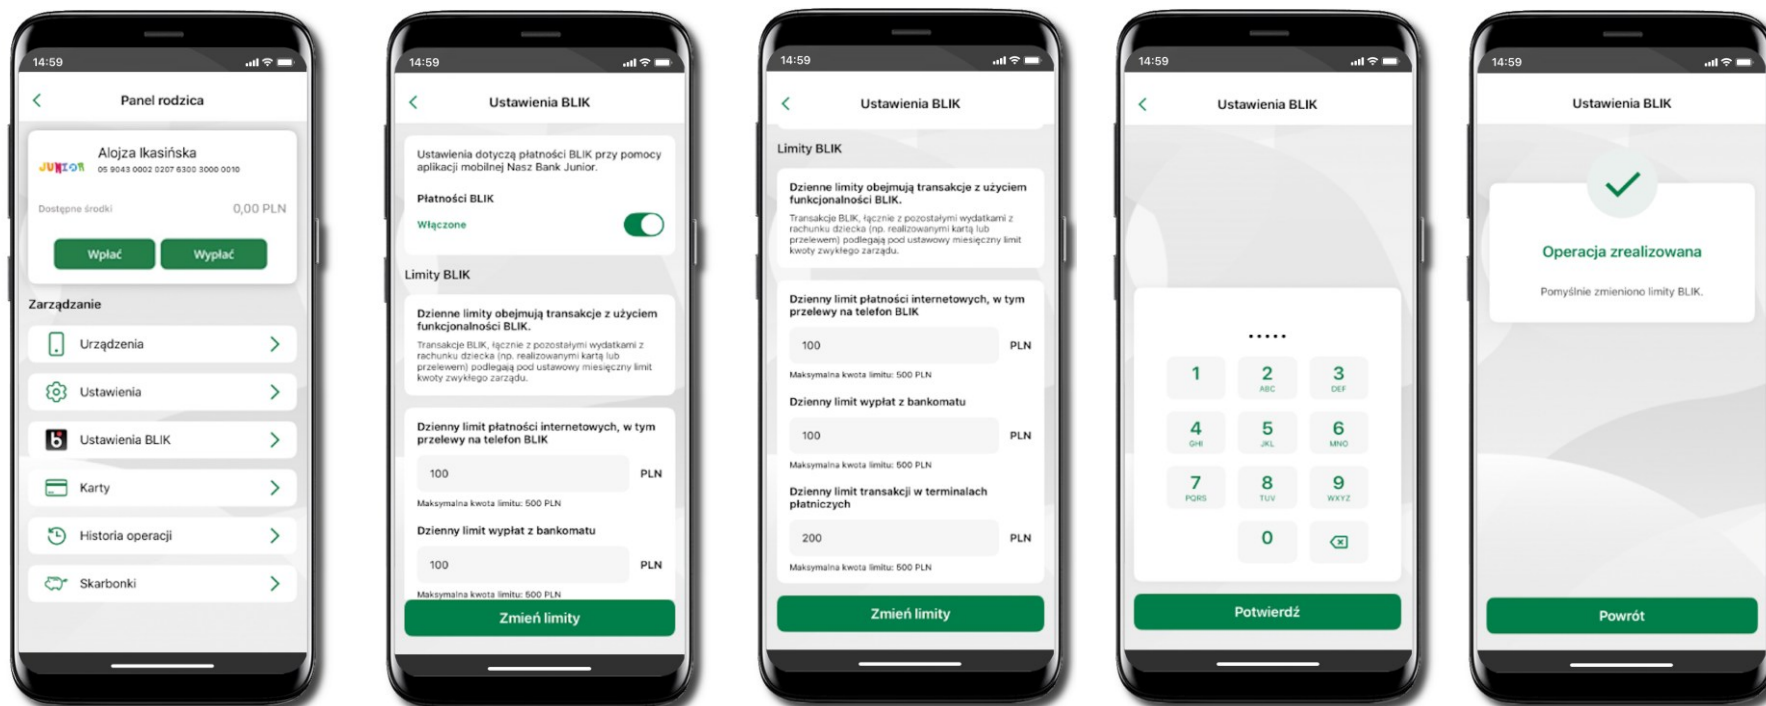 14:59
Panel rodzica
JUNIOR
Alojza Ikasińska
05 9043 0002 0207 6300 3000 0010
Dostępne środki
0,00 PLN
Wpłać
Wypłać
Zarządzanie
Urządzenia
Ustawienia
Ustawienia BLIK
Karty
Historia operacji
Skarbonki
14:59
Ustawienia BLIK
Ustawienia dotyczą płatności BLIK przy pomocy
aplikacji mobilnej Nasz Bank Junior.
Płatności BLIK
Włączone
Limity BLIK
Dzienne limity obejmują transakcje z użyciem
funkcjonalności BLIK.
Transakcje BLIK, łącznie z pozostałymi wydatkami z
rachunku dziecka (np. realizowanymi kartą lub
przelewem) podlegają pod ustawowy miesięczny limit
kwoty zwykłego zarządu.
Dzienny limit płatności internetowych, w tym
przelewy na telefon BLIK
100 PLN
Maksymalna kwota limitu: 500 PLN
Dzienny limit wypłat z bankomatu
100 PLN
Maksymalna kwota limitu: 500 PLN
Zmień limity
14:59
Ustawienia BLIK
Limity BLIK
Dzienne limity obejmują transakcje z użyciem
funkcjonalności BLIK.
Transakcje BLIK, łącznie z pozostałymi wydatkami z
rachunku dziecka (np. realizowanymi kartą lub
przelewem) podlegają pod ustawowy miesięczny limit
kwoty zwykłego zarządu.
Dzienny limit płatności internetowych, w tym
przelewy na telefon BLIK
100 PLN
Maksymalna kwota limitu: 500 PLN
Dzienny limit wypłat z bankomatu
100 PLN
Maksymalna kwota limitu: 500 PLN
Dzienny limit transakcji w terminalach
płatniczych
200 PLN
Maksymalna kwota limitu: 500 PLN
Zmień limity
14:59
Ustawienia BLIK
•••••
1 2 3
ABC DEF
4 5 6
GHI JKL MNO
7 8 9
PQRS TUV WXYZ
0
Potwierdź
14:59
Ustawienia BLIK
Operacja zrealizowana
Pomyślnie zmieniono limity BLIK.
Powrót